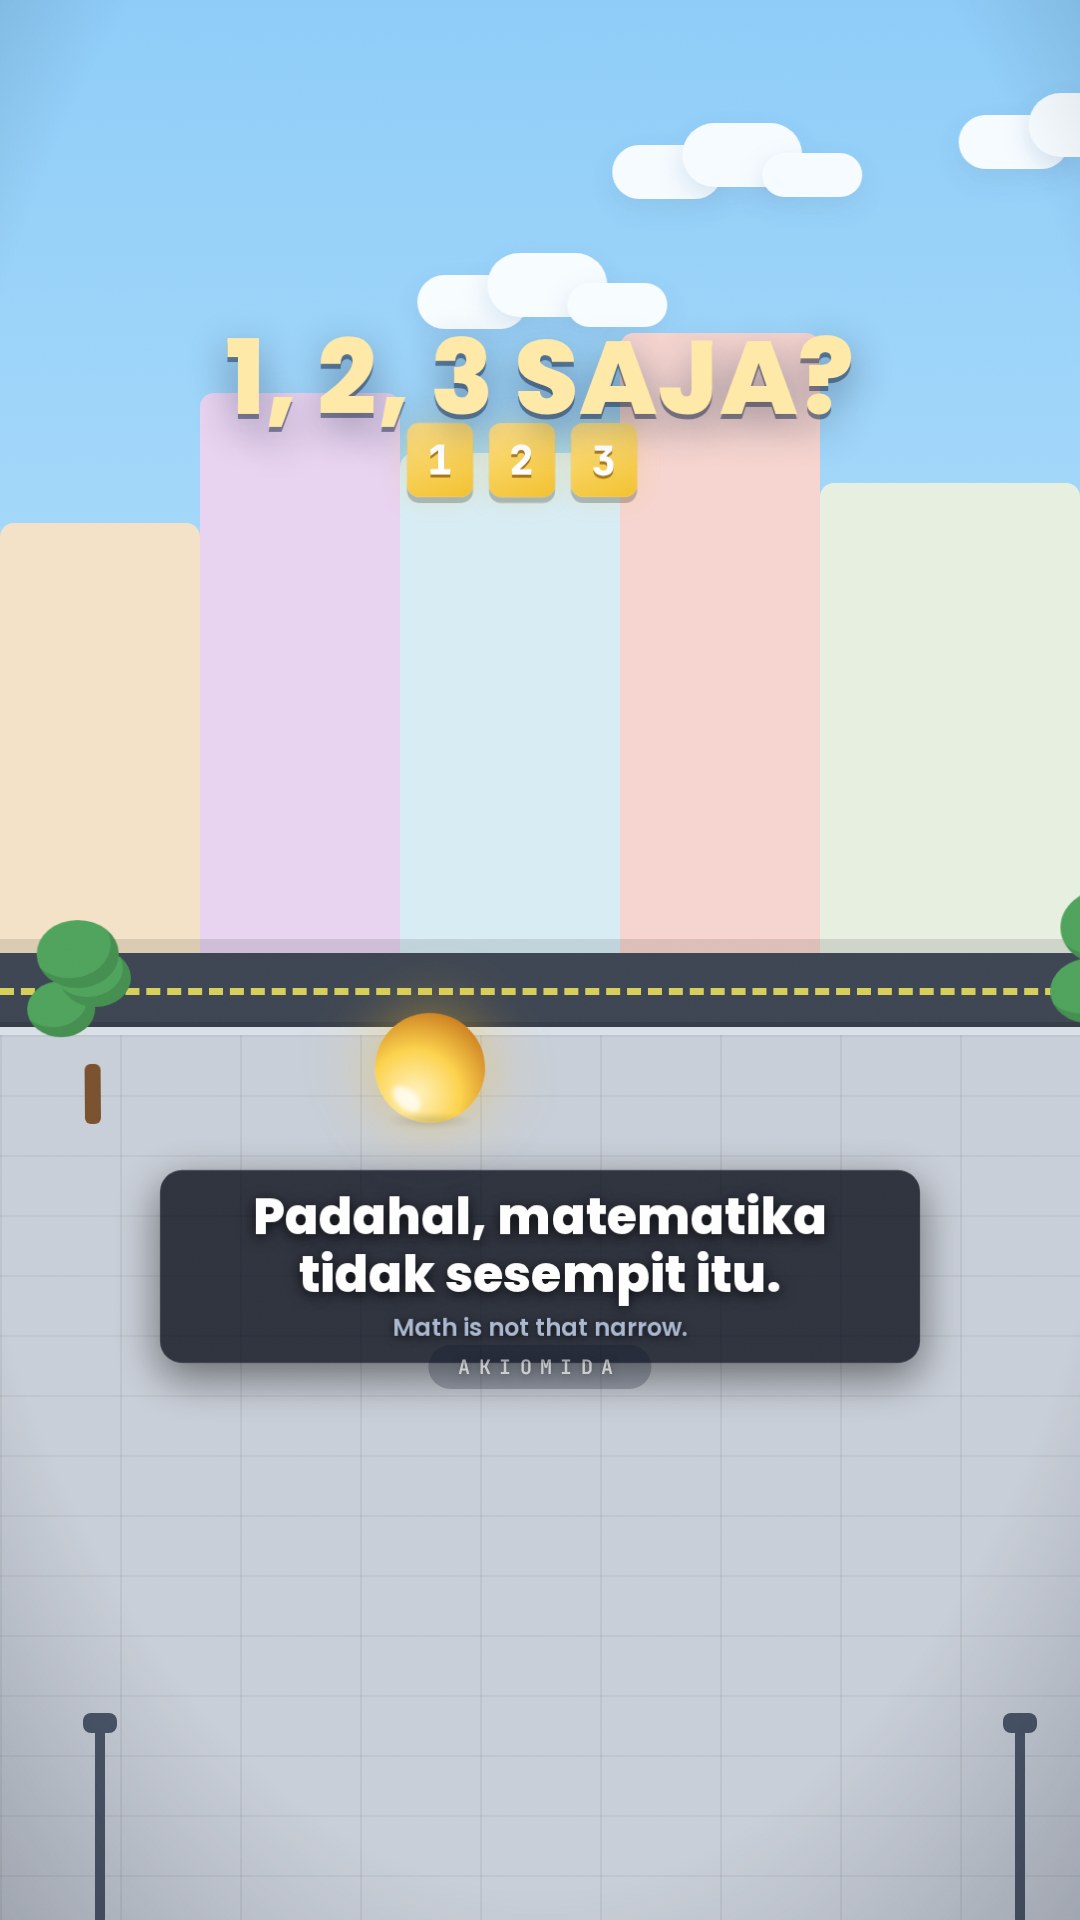 1, 2, 3 SAJA?
1 2 3
Padahal, matematika
tidak sesempit itu.
Math is not that narrow.
AKIOMIDA